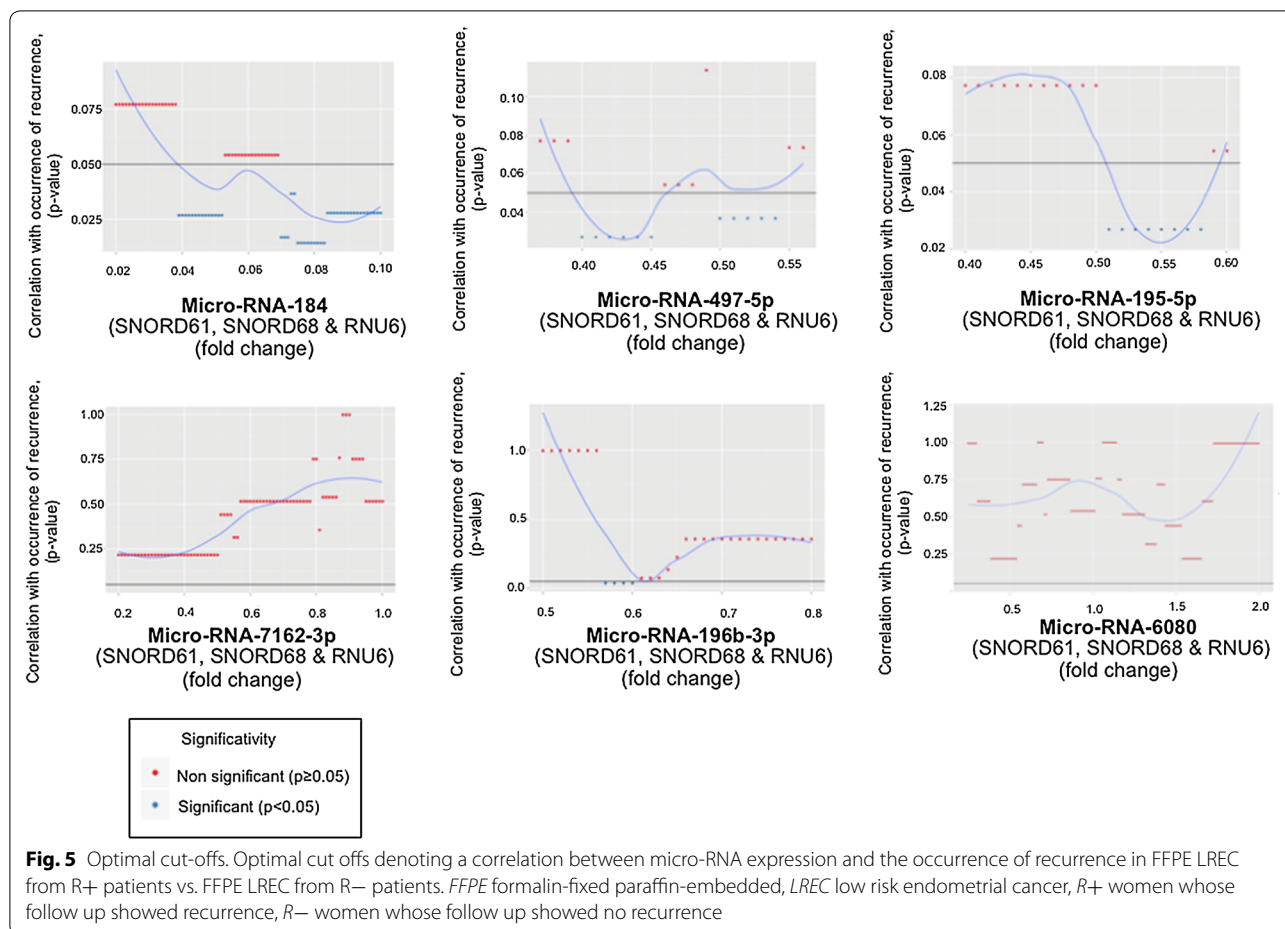 Correlation with occurrence of recurrence,
(p-value)
0.075
0.050
0.025
0.02 0.04 0.06 0.08 0.10
Micro-RNA-184
(SNORD61, SNORD68 & RNU6)
(fold change)
Correlation with occurrence of recurrence,
(p-value)
0.10
0.08
0.06
0.04
0.40 0.45 0.50 0.55
Micro-RNA-497-5p
(SNORD61, SNORD68 & RNU6)
(fold change)
Correlation with occurrence of recurrence,
(p-value)
0.08
0.06
0.04
0.02
0.40 0.45 0.50 0.55 0.60
Micro-RNA-195-5p
(SNORD61, SNORD68 & RNU6)
(fold change)
Correlation with occurrence of recurrence,
(p-value)
1.00
0.75
0.50
0.25
0.2 0.4 0.6 0.8 1.0
Micro-RNA-7162-3p
(SNORD61, SNORD68 & RNU6)
(fold change)
Correlation with occurrence of recurrence,
(p-value)
1.0
0.5
0.0
0.5 0.6 0.7 0.8
Micro-RNA-196b-3p
(SNORD61, SNORD68 & RNU6)
(fold change)
Correlation with occurrence of recurrence,
(p-value)
1.25
1.00
0.75
0.50
0.25
0.5 1.0 1.5 2.0
Micro-RNA-6080
(SNORD61, SNORD68 & RNU6)
(fold change)
Significativity
Non significant (p≥0.05)
Significant (p<0.05)
Fig. 5 Optimal cut-offs. Optimal cut offs denoting a correlation between micro-RNA expression and the occurrence of recurrence in FFPE LREC
from R+ patients vs. FFPE LREC from R− patients. FFPE formalin-fixed paraffin-embedded, LREC low risk endometrial cancer, R+ women whose
follow up showed recurrence, R− women whose follow up showed no recurrence